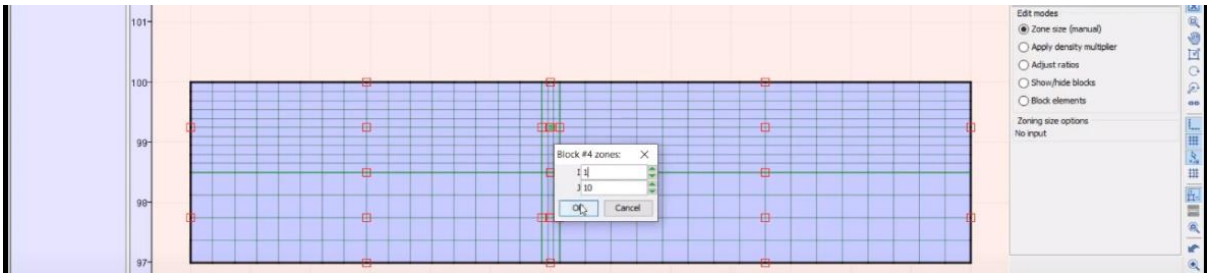 101
100
99
98
97
Block #4 zones:
I 1
J 10
OK
Cancel
Edit modes
Zone size (manual)
Apply density multiplier
Adjust ratios
Show/hide blocks
Block elements
Zoning size options
No input